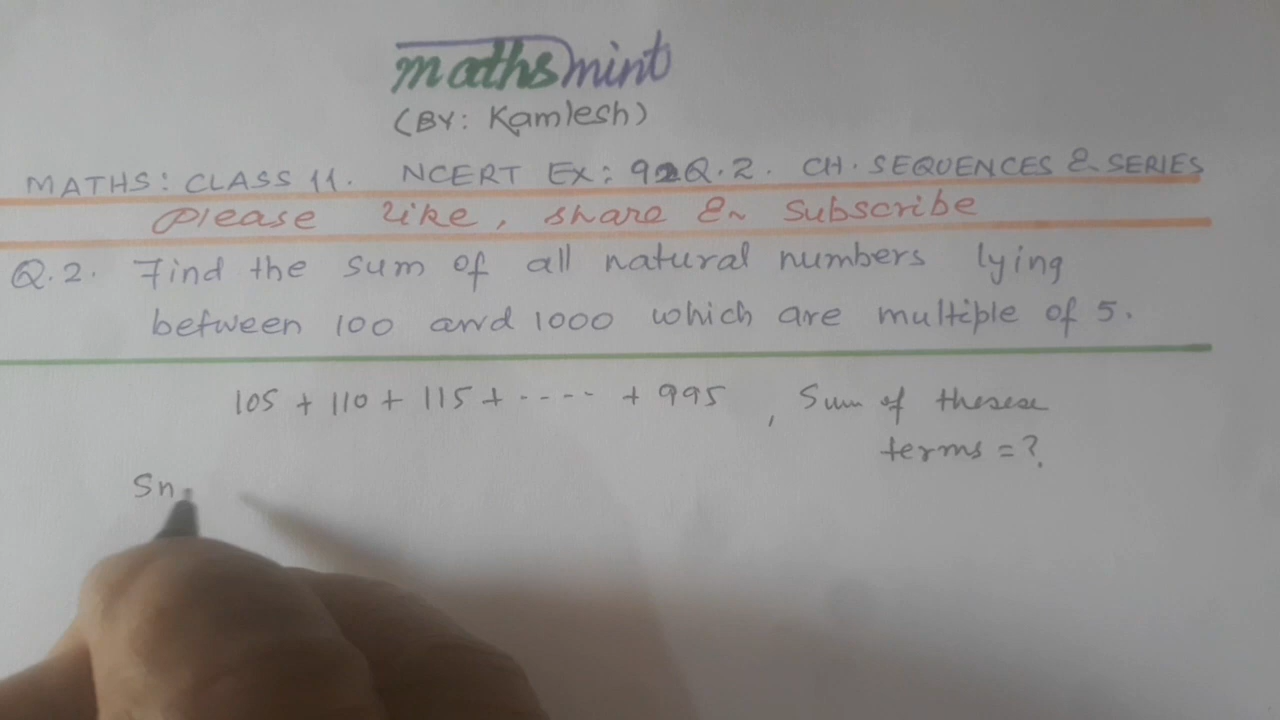 mathsmint
(BY: Kamlesh)
MATHS: CLASS 11. NCERT EX: 9.2 Q.2. CH. SEQUENCES & SERIES
Please like, share & subscribe
Q.2. Find the sum of all natural numbers lying
between 100 and 1000 which are multiple of 5.
105 + 110 + 115 + ---- + 995 , Sum of these
terms = ?
Sn